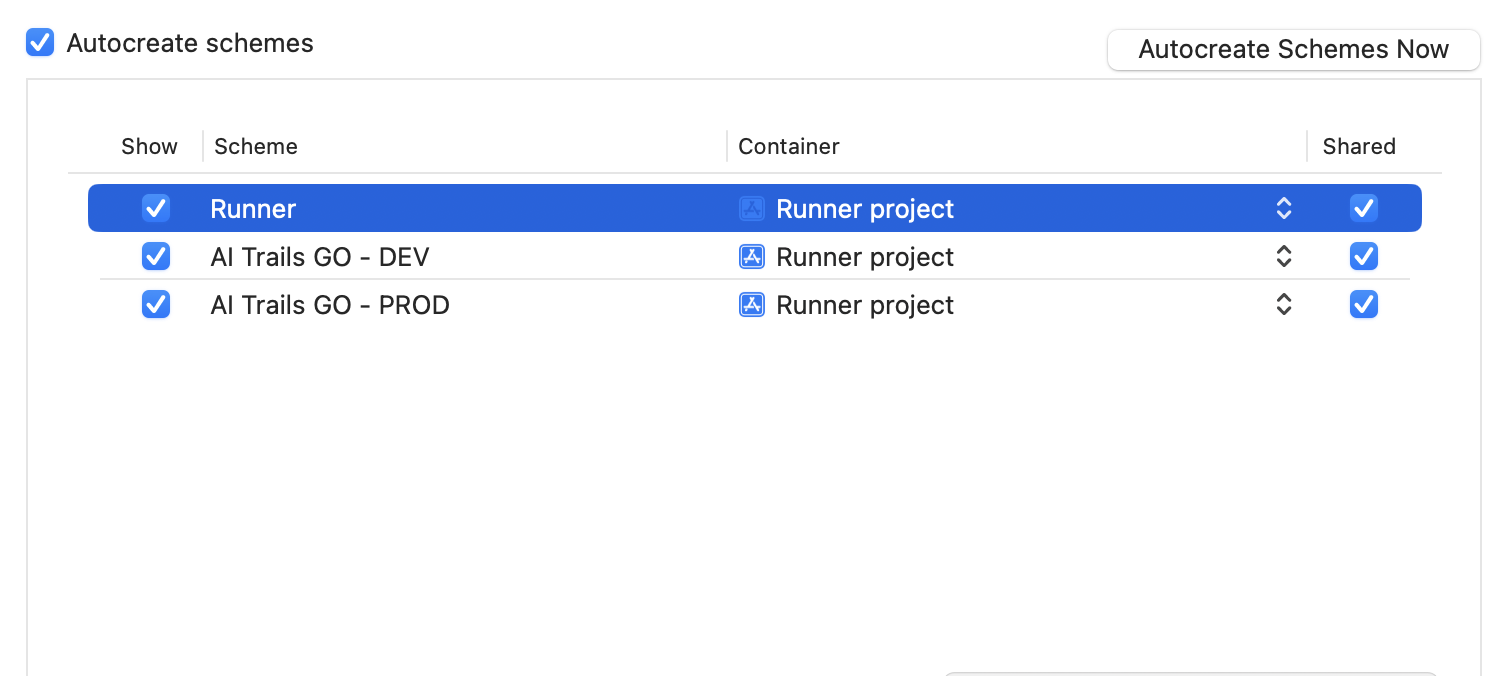 Autocreate schemes
Autocreate Schemes Now
Show Scheme Container Shared
Runner Runner project
AI Trails GO - DEV Runner project
AI Trails GO - PROD Runner project